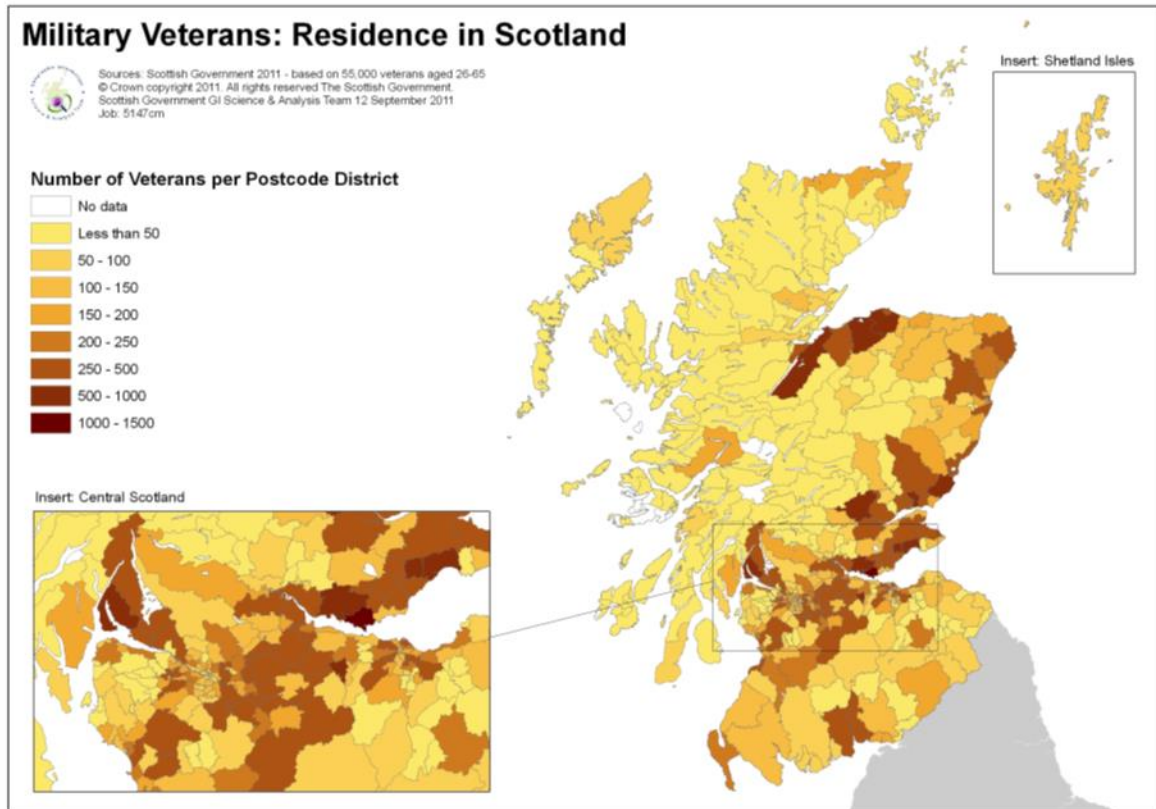 Military Veterans: Residence in Scotland
Sources: Scottish Government 2011 - based on 55,000 veterans aged 26-65
© Crown copyright 2011. All rights reserved The Scottish Government.
Scottish Government GI Science & Analysis Team 12 September 2011
Job: 5147cm
Insert: Shetland Isles
Number of Veterans per Postcode District
No data
Less than 50
50 - 100
100 - 150
150 - 200
200 - 250
250 - 500
500 - 1000
1000 - 1500
Insert: Central Scotland